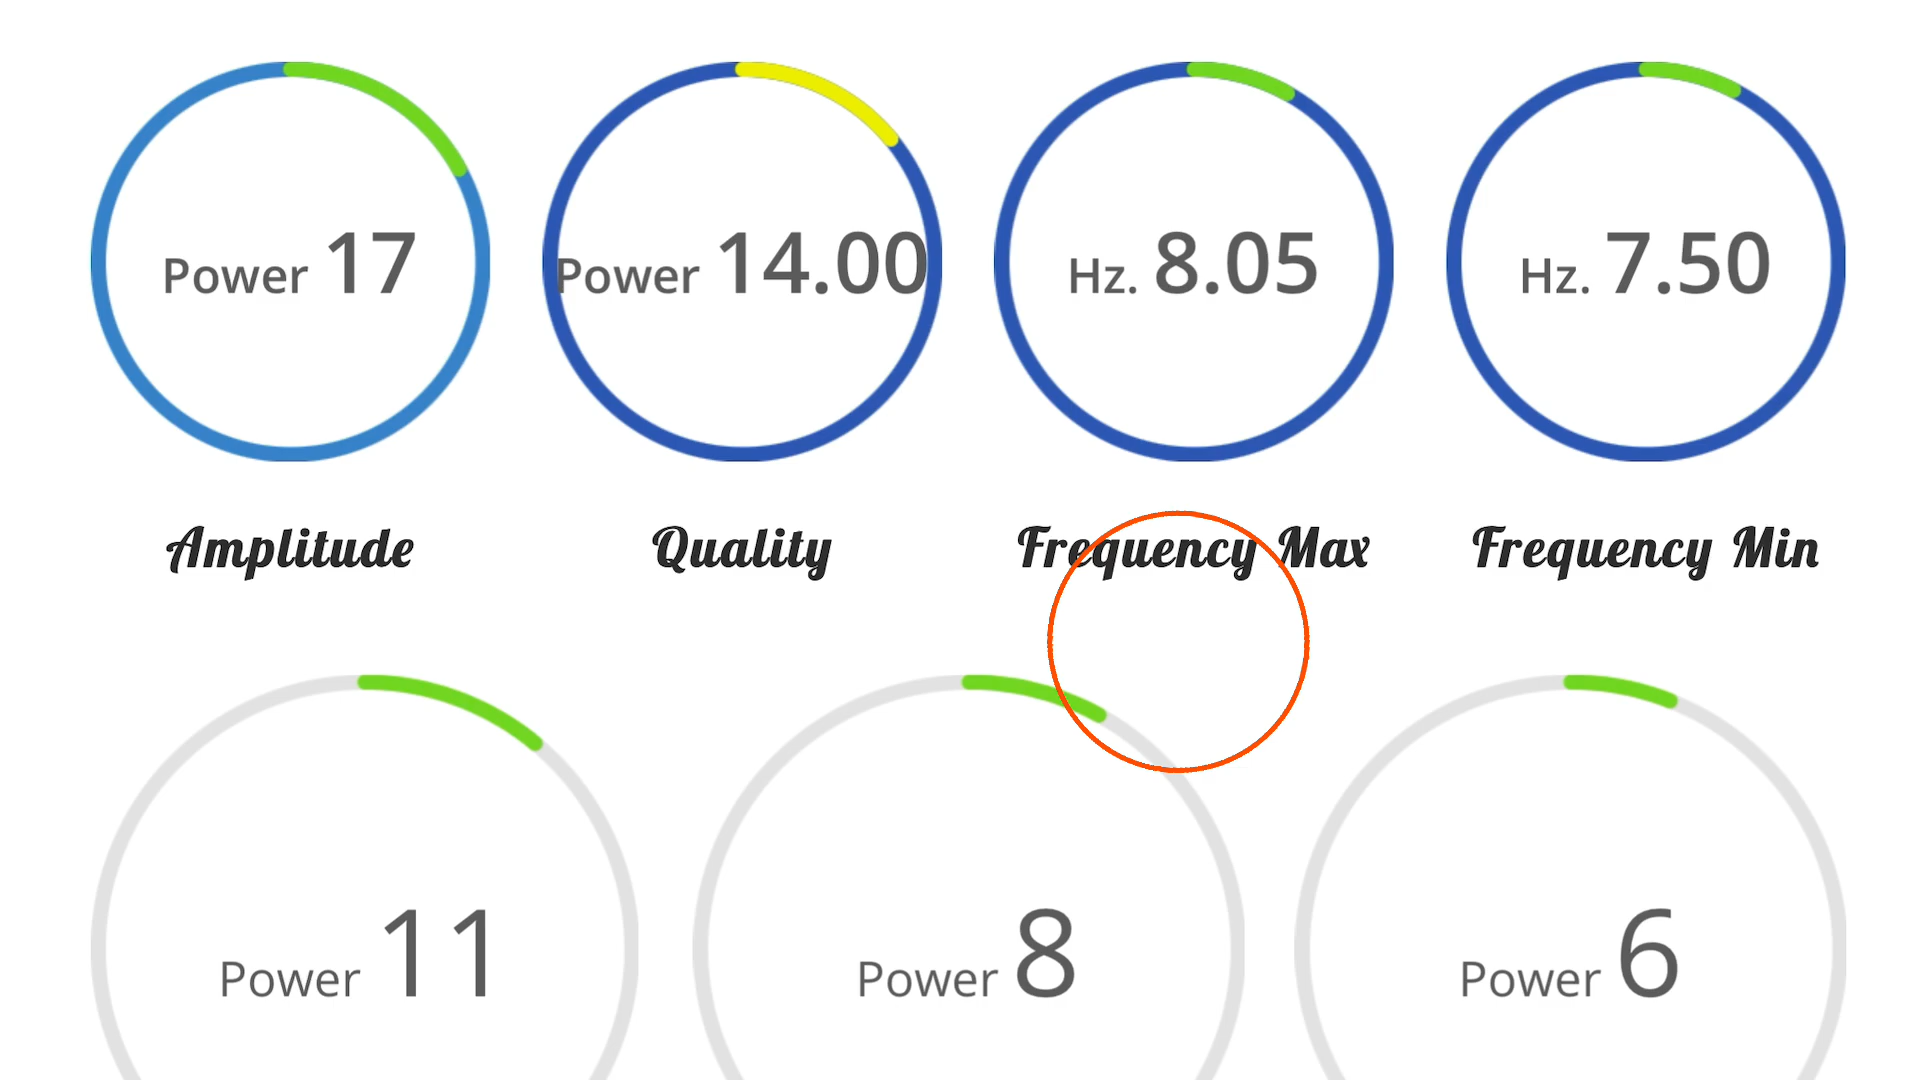 Power 17
Power 14.00
Hz. 8.05
Hz. 7.50
Amplitude
Quality
Frequency Max
Frequency Min
Power 11
Power 8
Power 6